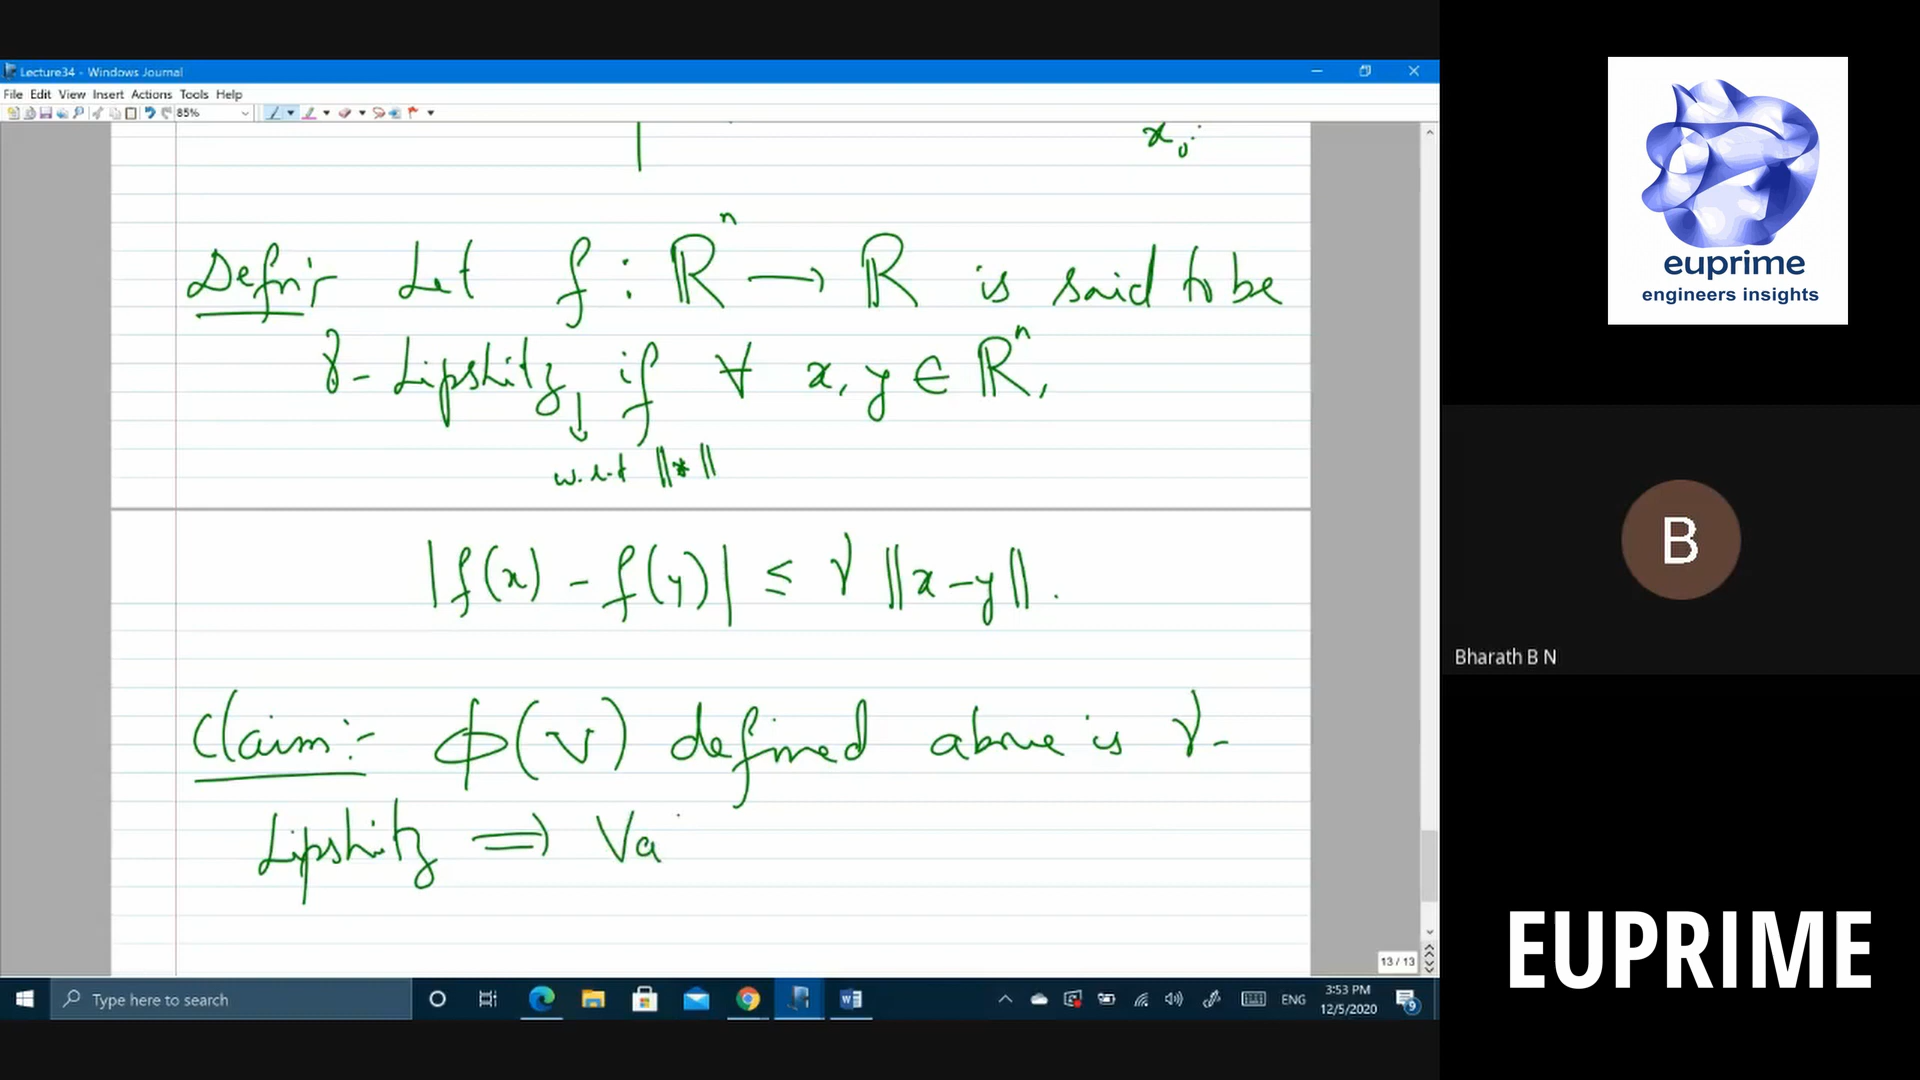 Lecture34 - Windows Journal
File Edit View Insert Actions Tools Help
85%
x₀
Defn:- Let f : ℝⁿ → ℝ is said to be
γ- Lipshitz if ∀ x, y ∈ ℝⁿ,
↓
w.r.t ||*||
|f(x) - f(y)| ≤ γ ||x-y|| .
Claim:- ϕ(V) defined above is γ-
Lipshitz ⇒ Va
13 / 13
Type here to search
ENG
3:53 PM
12/5/2020
9
euprime
engineers insights
B
Bharath B N
EUPRIME